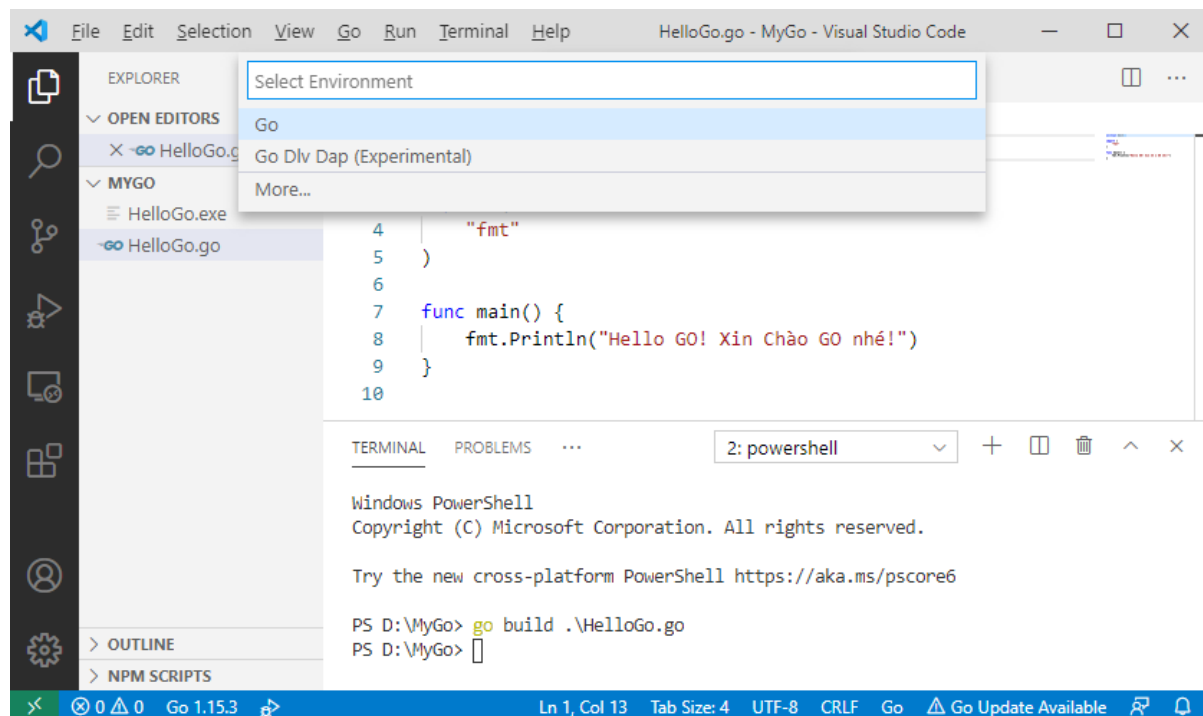 File Edit Selection View Go Run Terminal Help HelloGo.go - MyGo - Visual Studio Code
EXPLORER
Select Environment
OPEN EDITORS
Go
GO HelloGo.g
Go Dlv Dap (Experimental)
MYGO
More...
HelloGo.exe
GO HelloGo.go
4 "fmt"
5 )
6
7 func main() {
8 fmt.Println("Hello GO! Xin Chào GO nhé!")
9 }
10
TERMINAL PROBLEMS ··· 2: powershell
Windows PowerShell
Copyright (C) Microsoft Corporation. All rights reserved.
Try the new cross-platform PowerShell https://aka.ms/pscore6
PS D:\MyGo> go build .\HelloGo.go
PS D:\MyGo>
OUTLINE
NPM SCRIPTS
0 0 Go 1.15.3 Ln 1, Col 13 Tab Size: 4 UTF-8 CRLF Go Go Update Available